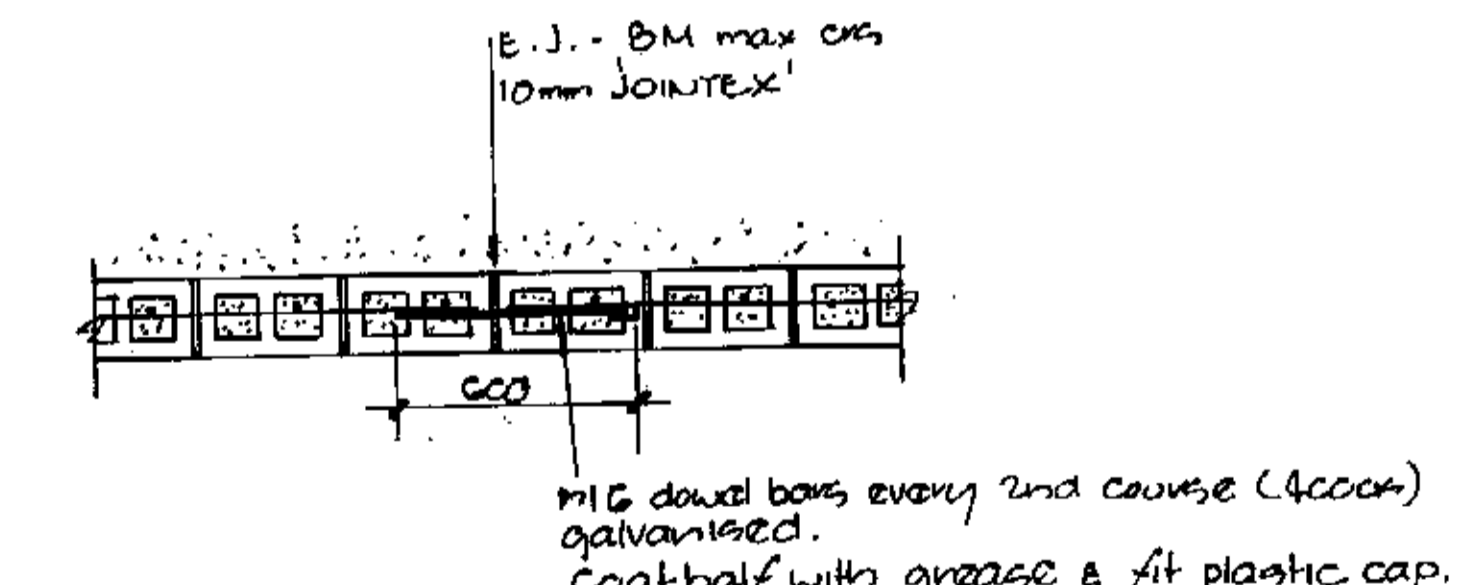 E.J. - 8M max crs
10mm 'JOINTEX'
600
M16 dowel bars every 2nd course (400crs)
galvanised.
coat half with grease & fit plastic cap.